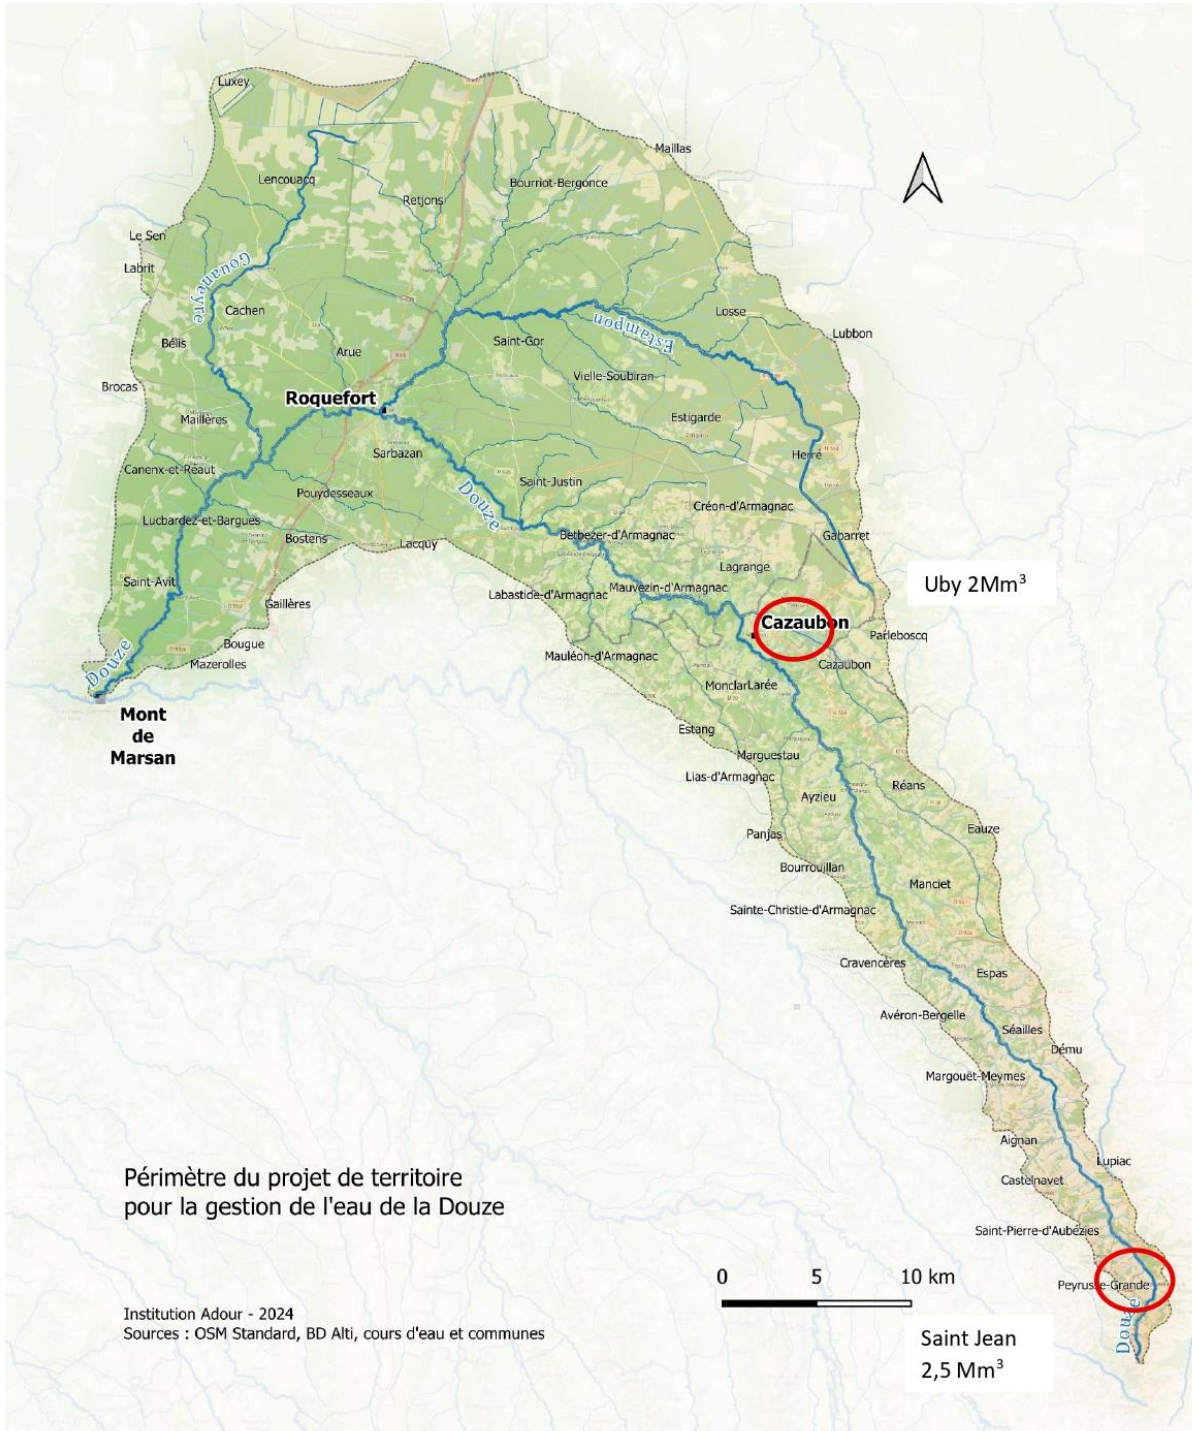 Luxey
Maillas
Lencouacq
Bourriot-Bergonce
Retjons
Le Sen
Labrit
Gouaneyre
Cachen
Losse
Estampon
Lubbon
Bélis
Arue
Saint-Gor
Vielle-Soubiran
Brocas
Roquefort
Maillères
Estigarde
Sarbazan
Herré
Canenx-et-Réaut
Saint-Justin
Pouydesseaux
Douze
Créon-d'Armagnac
Lucbardez-et-Bargues
Bostens
Lacquy
Betbezer-d'Armagnac
Gabarret
Lagrange
Saint-Avit
Mauvezin-d'Armagnac
Uby 2Mm³
Labastide-d'Armagnac
Gaillères
Cazaubon
Parleboscq
Bougue
Douze
Mazerolles
Mauléon-d'Armagnac
Cazaubon
MonclarLarée
Mont
de
Marsan
Estang
Marguestau
Lias-d'Armagnac
Réans
Ayzieu
Eauze
Panjas
Bourrouillan
Manciet
Sainte-Christie-d'Armagnac
Cravencères
Espas
Avéron-Bergelle
Séailles
Dému
Margouët-Meymes
Aignan
Lupiac
Castelnavet
Saint-Pierre-d'Aubézies
Peyrusse-Grande
Douze
Périmètre du projet de territoire
pour la gestion de l'eau de la Douze
0 5 10 km
Institution Adour - 2024
Sources : OSM Standard, BD Alti, cours d'eau et communes
Saint Jean
2,5 Mm³